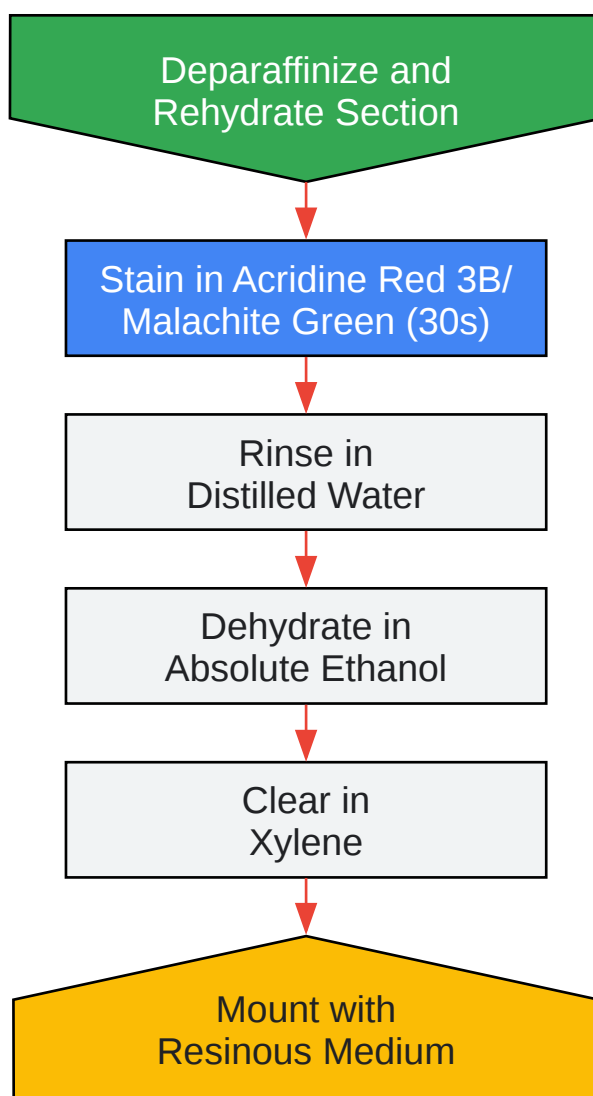 Deparaffinize and
Rehydrate Section
Stain in Acridine Red 3B/
Malachite Green (30s)
Rinse in
Distilled Water
Dehydrate in
Absolute Ethanol
Clear in
Xylene
Mount with
Resinous Medium